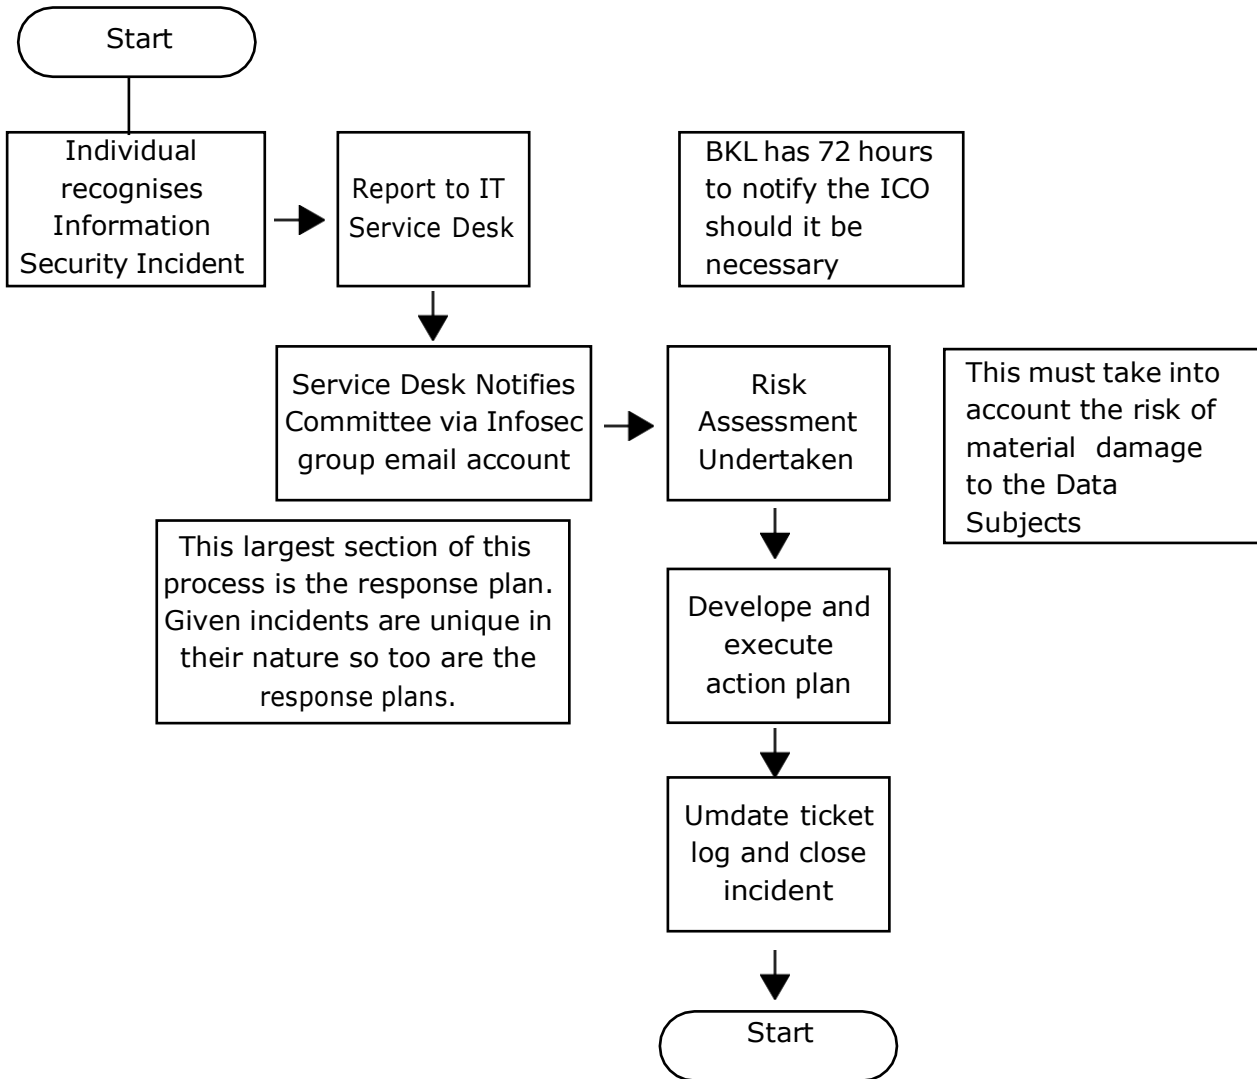 Start
Individual
recognises
Information
Security Incident
Report to IT
Service Desk
BKL has 72 hours
to notify the ICO
should it be
necessary
Service Desk Notifies
Committee via Infosec
group email account
Risk
Assessment
Undertaken
This must take into
account the risk of
material damage
to the Data
Subjects
This largest section of this
process is the response plan.
Given incidents are unique in
their nature so too are the
response plans.
Develope and
execute
action plan
Umdate ticket
log and close
incident
Start